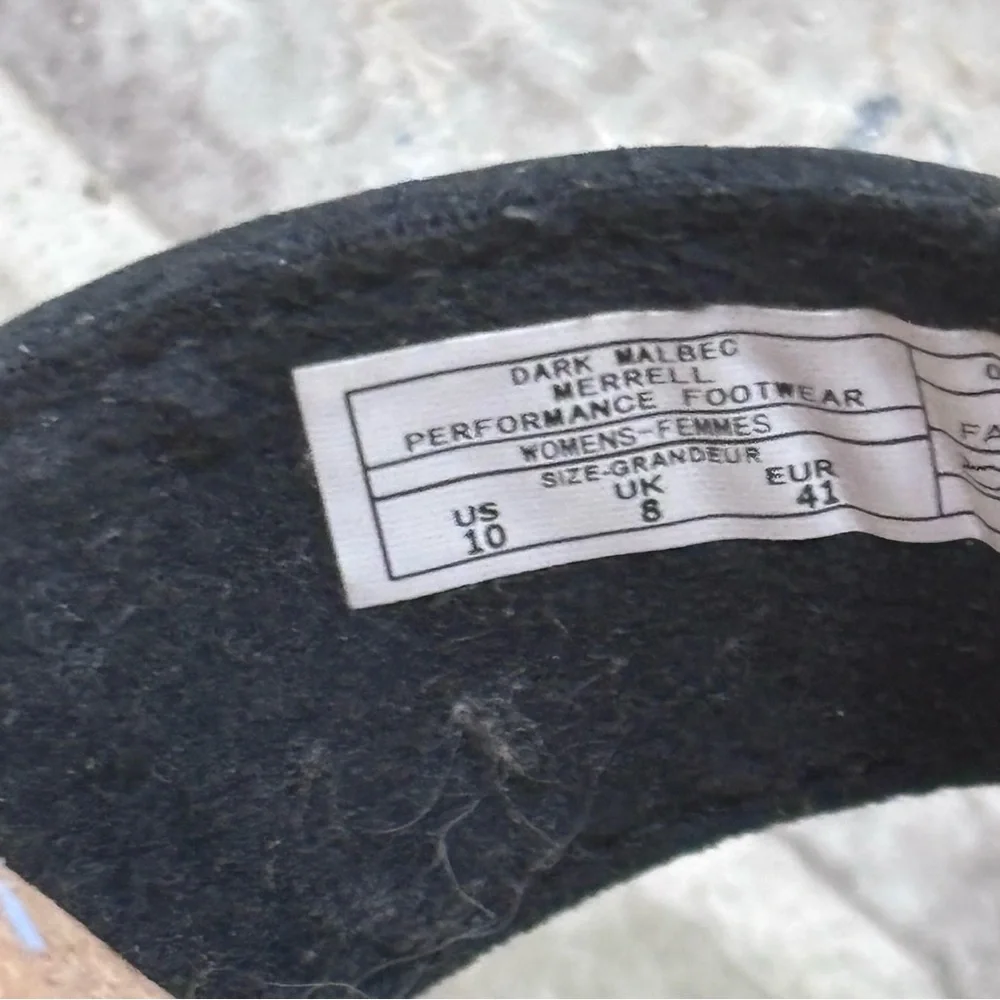 DARK MALBEC
MERRELL
PERFORMANCE FOOTWEAR
WOMENS-FEMMES
SIZE-GRANDEUR
US UK EUR
10 8 41